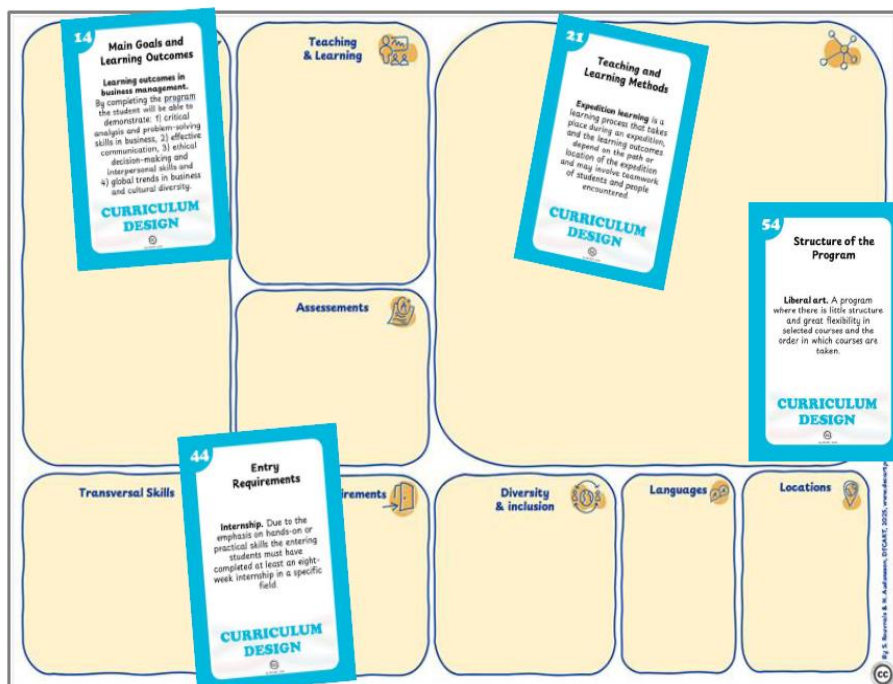 14
Main Goals and
Learning Outcomes
Learning outcomes in
business management.
By completing the program
the student will be able to
demonstrate: 1) critical
analysis and problem-solving
skills in business, 2) effective
communication, 3) ethical
decision-making and
interpersonal skills and
4) global trends in business
and cultural diversity.
CURRICULUM
DESIGN
Teaching
& Learning
21
Teaching and
Learning Methods
Expedition learning is a
learning process that takes
place during an expedition,
and the learning outcomes
depend on the path or
location of the expedition
and may involve teamwork
of students and people
encountered.
CURRICULUM
DESIGN
54
Structure of the
Program
Liberal art. A program
where there is little structure
and great flexibility in
selected courses and the
order in which courses are
taken.
CURRICULUM
DESIGN
Assessements
44
Entry
Requirements
Internship. Due to the
emphasis on hands-on or
practical skills the entering
students must have
completed at least an eight-
week internship in a specific
field.
CURRICULUM
DESIGN
Transversal Skills
irements
Diversity
& inclusion
Languages
Locations
cc